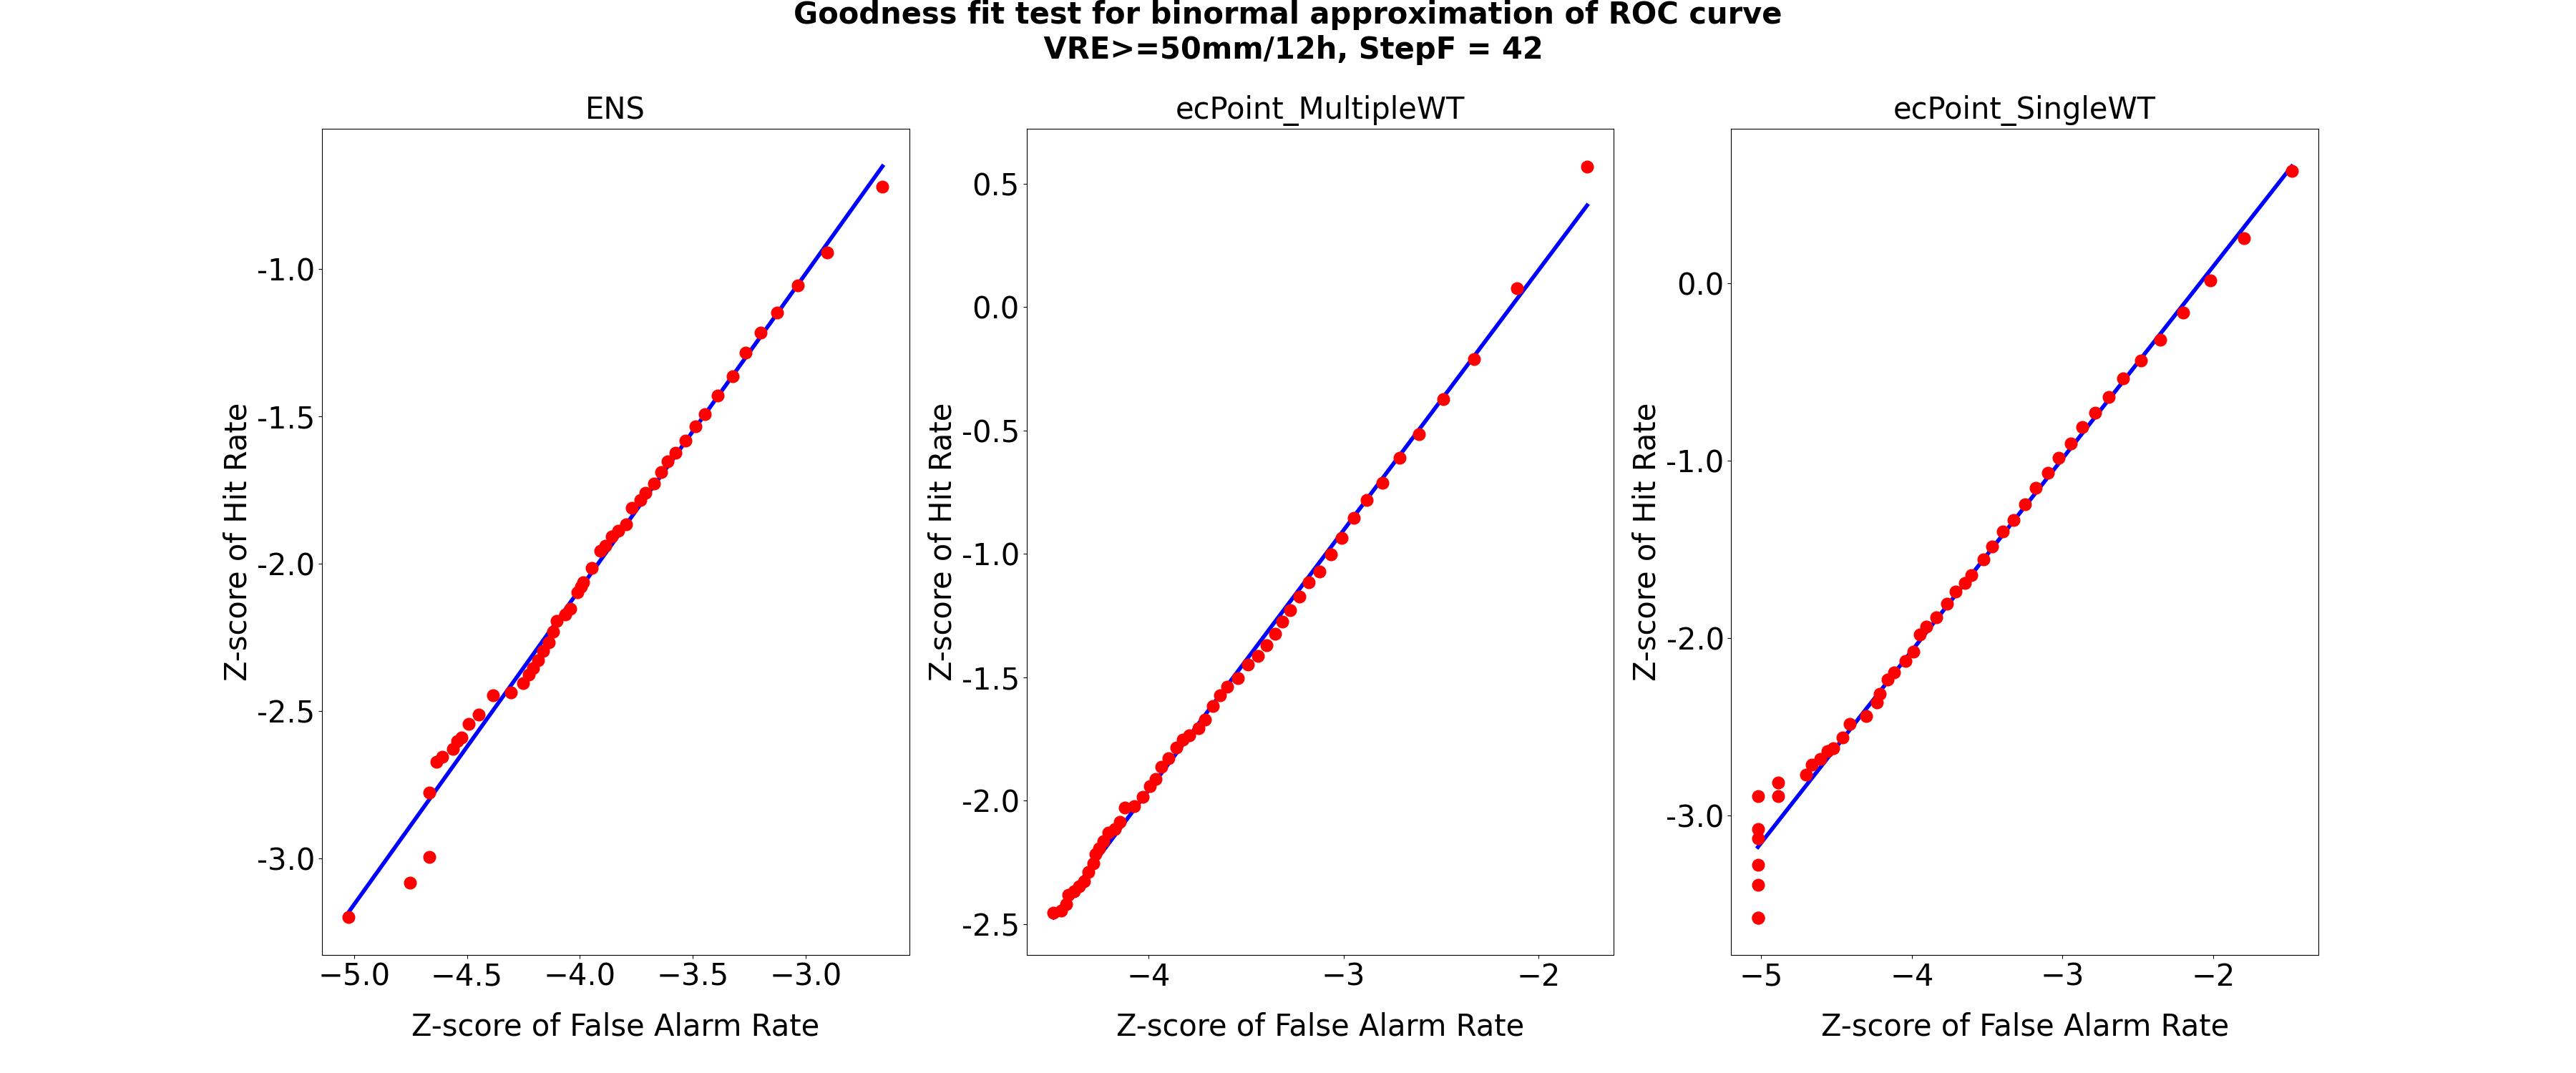 Goodness fit test for binormal approximation of ROC curve
VRE>=50mm/12h, StepF = 42
ENS
Z-score of Hit Rate
-1.0
-1.5
-2.0
-2.5
-3.0
−5.0 −4.5 −4.0 −3.5 −3.0
Z-score of False Alarm Rate
ecPoint_MultipleWT
Z-score of Hit Rate
0.5
0.0
-0.5
-1.0
-1.5
-2.0
-2.5
−4 −3 −2
Z-score of False Alarm Rate
ecPoint_SingleWT
Z-score of Hit Rate
0.0
-1.0
-2.0
-3.0
−5 −4 −3 −2
Z-score of False Alarm Rate